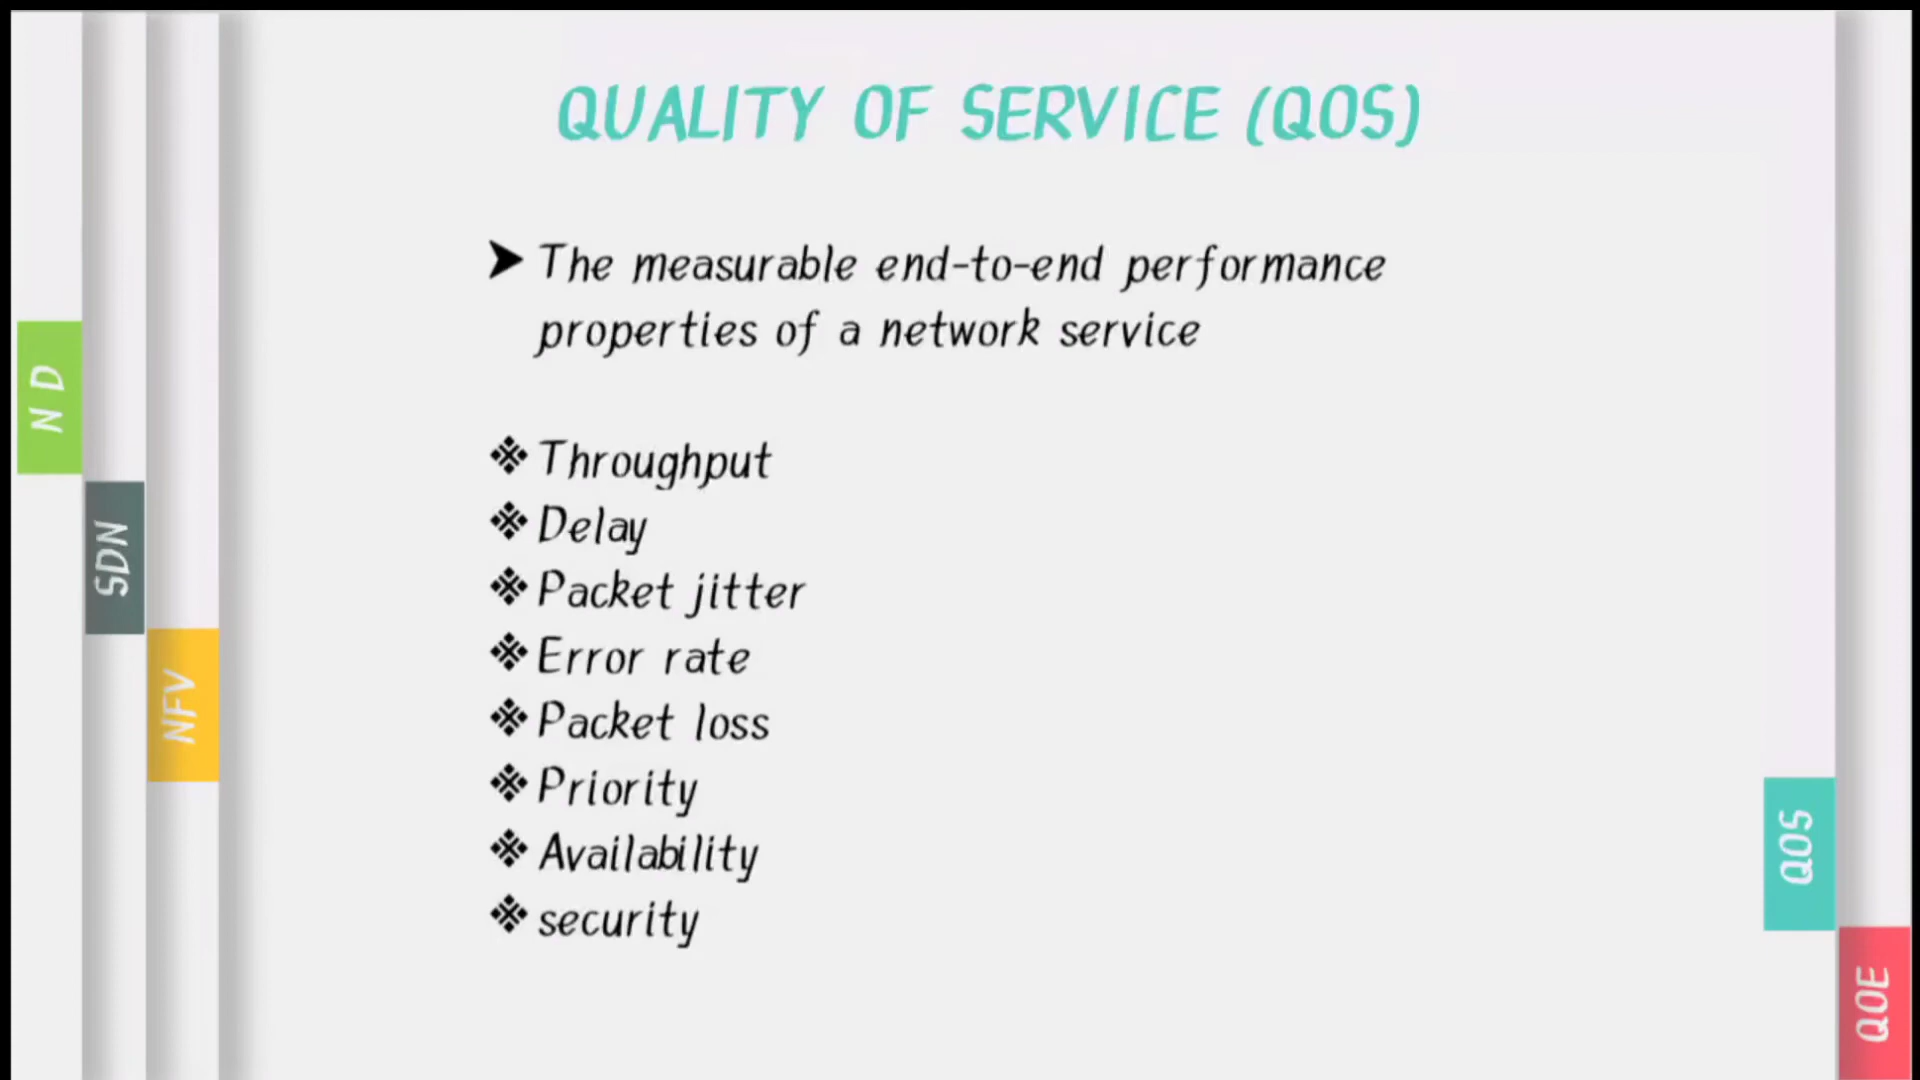 QUALITY OF SERVICE (QOS)
The measurable end-to-end performance
properties of a network service
Throughput
Delay
Packet jitter
Error rate
Packet loss
Priority
Availability
security
N D
SDN
NFV
QOS
QOE